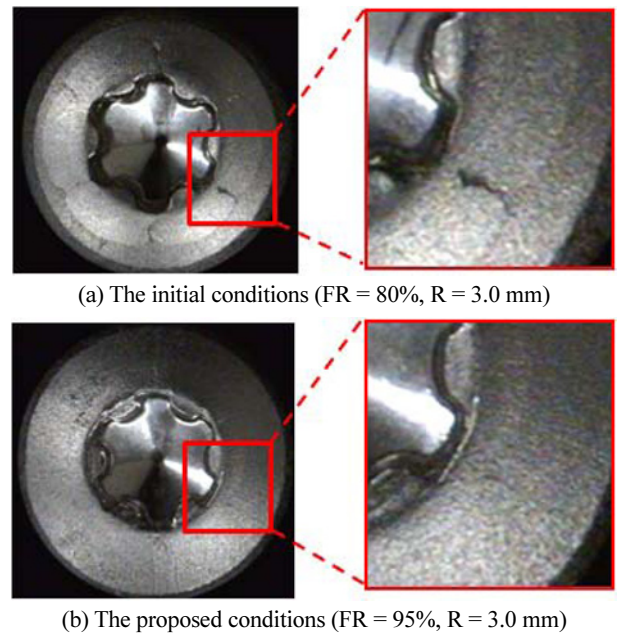 (a) The initial conditions (FR = 80%, R = 3.0 mm)
(b) The proposed conditions (FR = 95%, R = 3.0 mm)